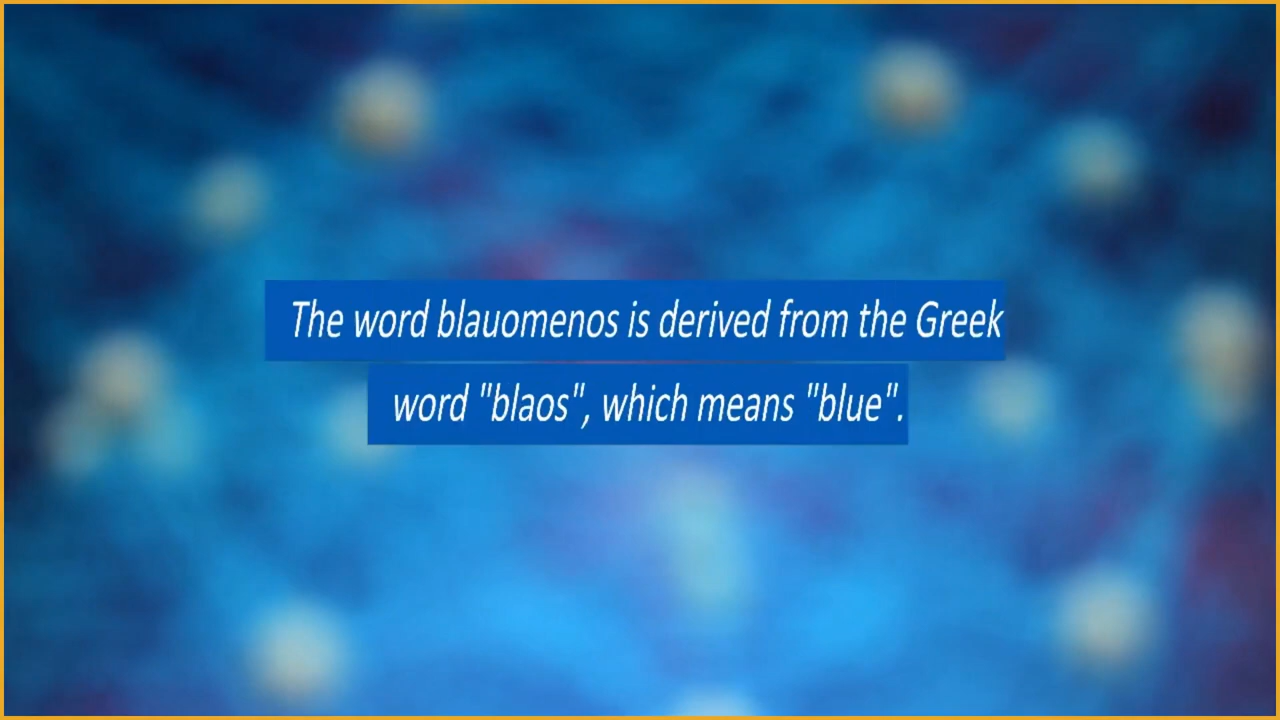 The word blauomenos is derived from the Greek
word "blaos", which means "blue".